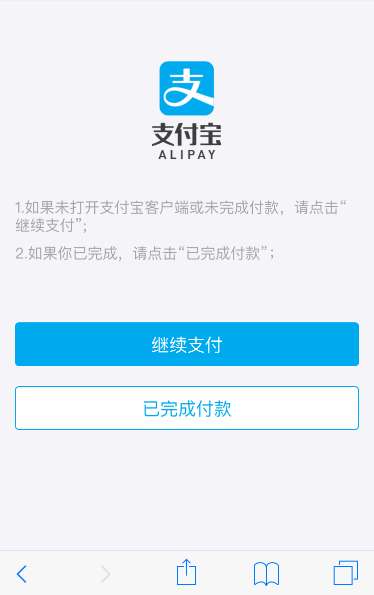 支
支付宝
ALIPAY
1.如果未打开支付宝客户端或未完成付款，请点击“
继续支付”；
2.如果你已完成，请点击“已完成付款”；
继续支付
已完成付款